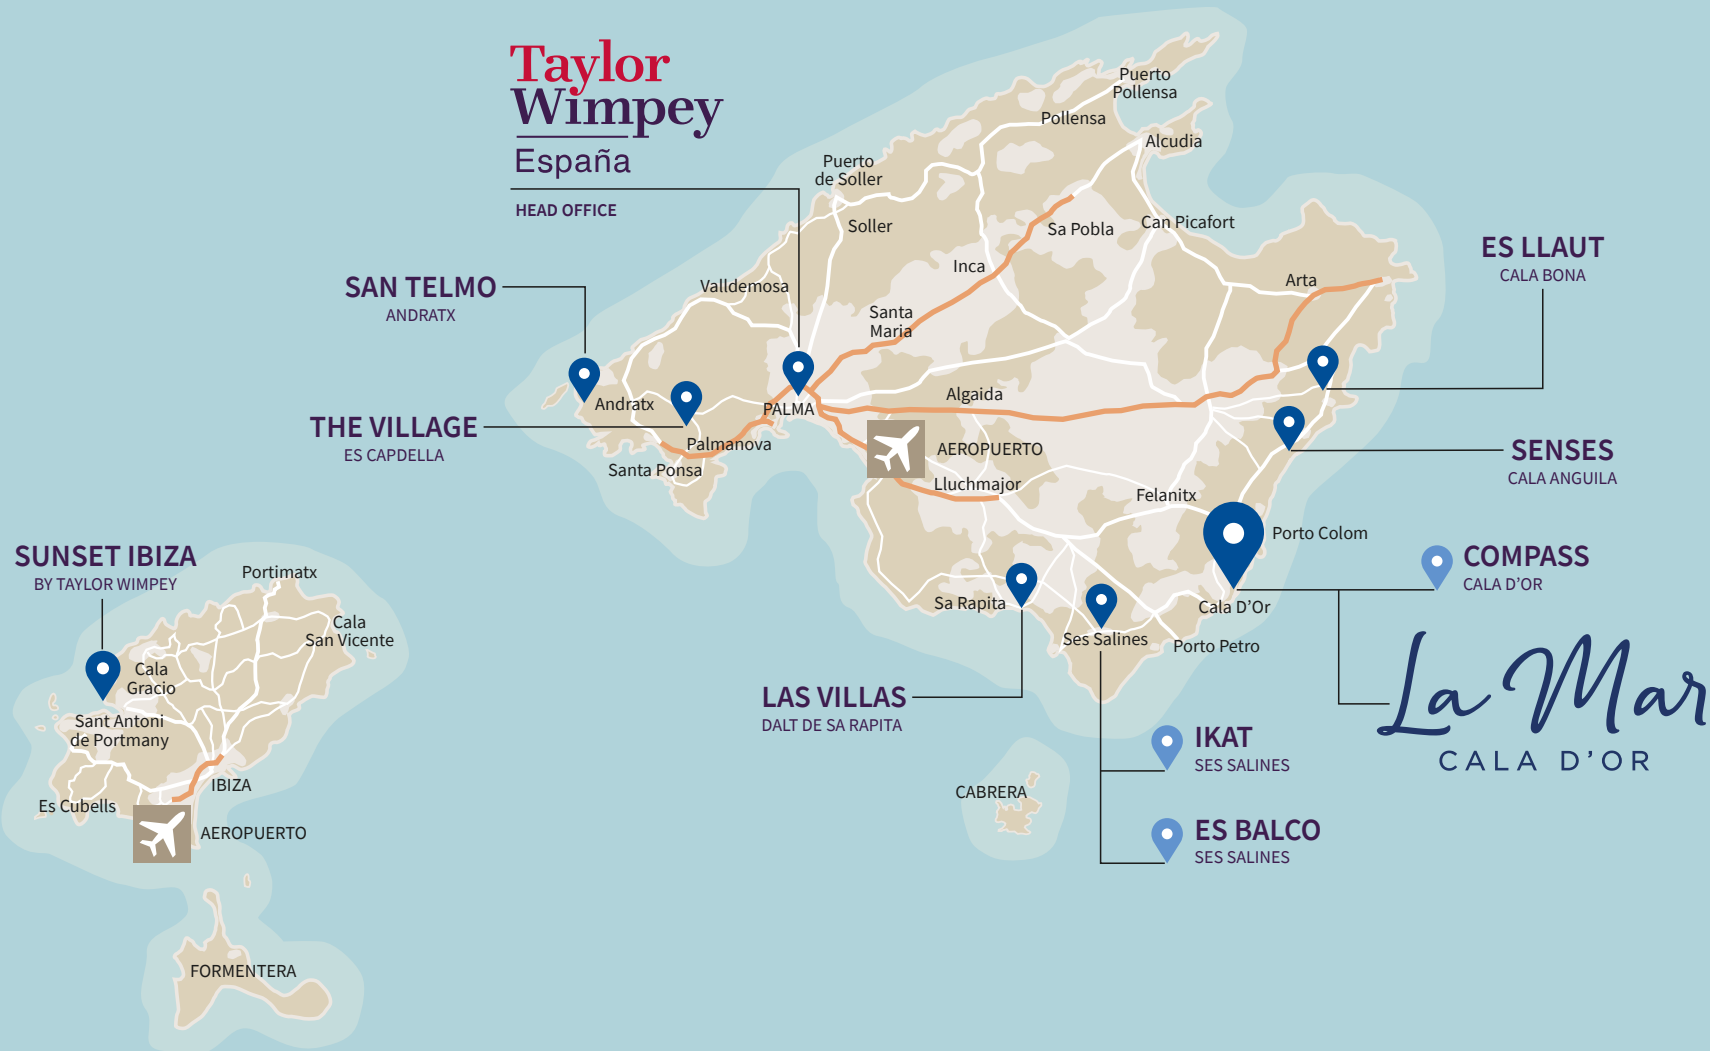 Taylor
Wimpey
España
HEAD OFFICE
Puerto
Pollensa
Pollensa
Alcudia
Puerto
de Soller
Soller
Sa Pobla
Can Picafort
ES LLAUT
CALA BONA
Inca
Arta
SAN TELMO
ANDRATX
Valldemosa
Santa
Maria
Andratx
PALMA
Algaida
THE VILLAGE
ES CAPDELLA
Palmanova
Santa Ponsa
AEROPUERTO
SENSES
CALA ANGUILA
Lluchmajor
Felanitx
Porto Colom
SUNSET IBIZA
BY TAYLOR WIMPEY
Portimatx
COMPASS
CALA D'OR
Sa Rapita
Cala D'Or
Cala
San Vicente
Ses Salines
Porto Petro
Cala
Gracio
La Mar
CALA D'OR
LAS VILLAS
DALT DE SA RAPITA
Sant Antoni
de Portmany
IKAT
SES SALINES
IBIZA
CABRERA
Es Cubells
AEROPUERTO
ES BALCO
SES SALINES
FORMENTERA